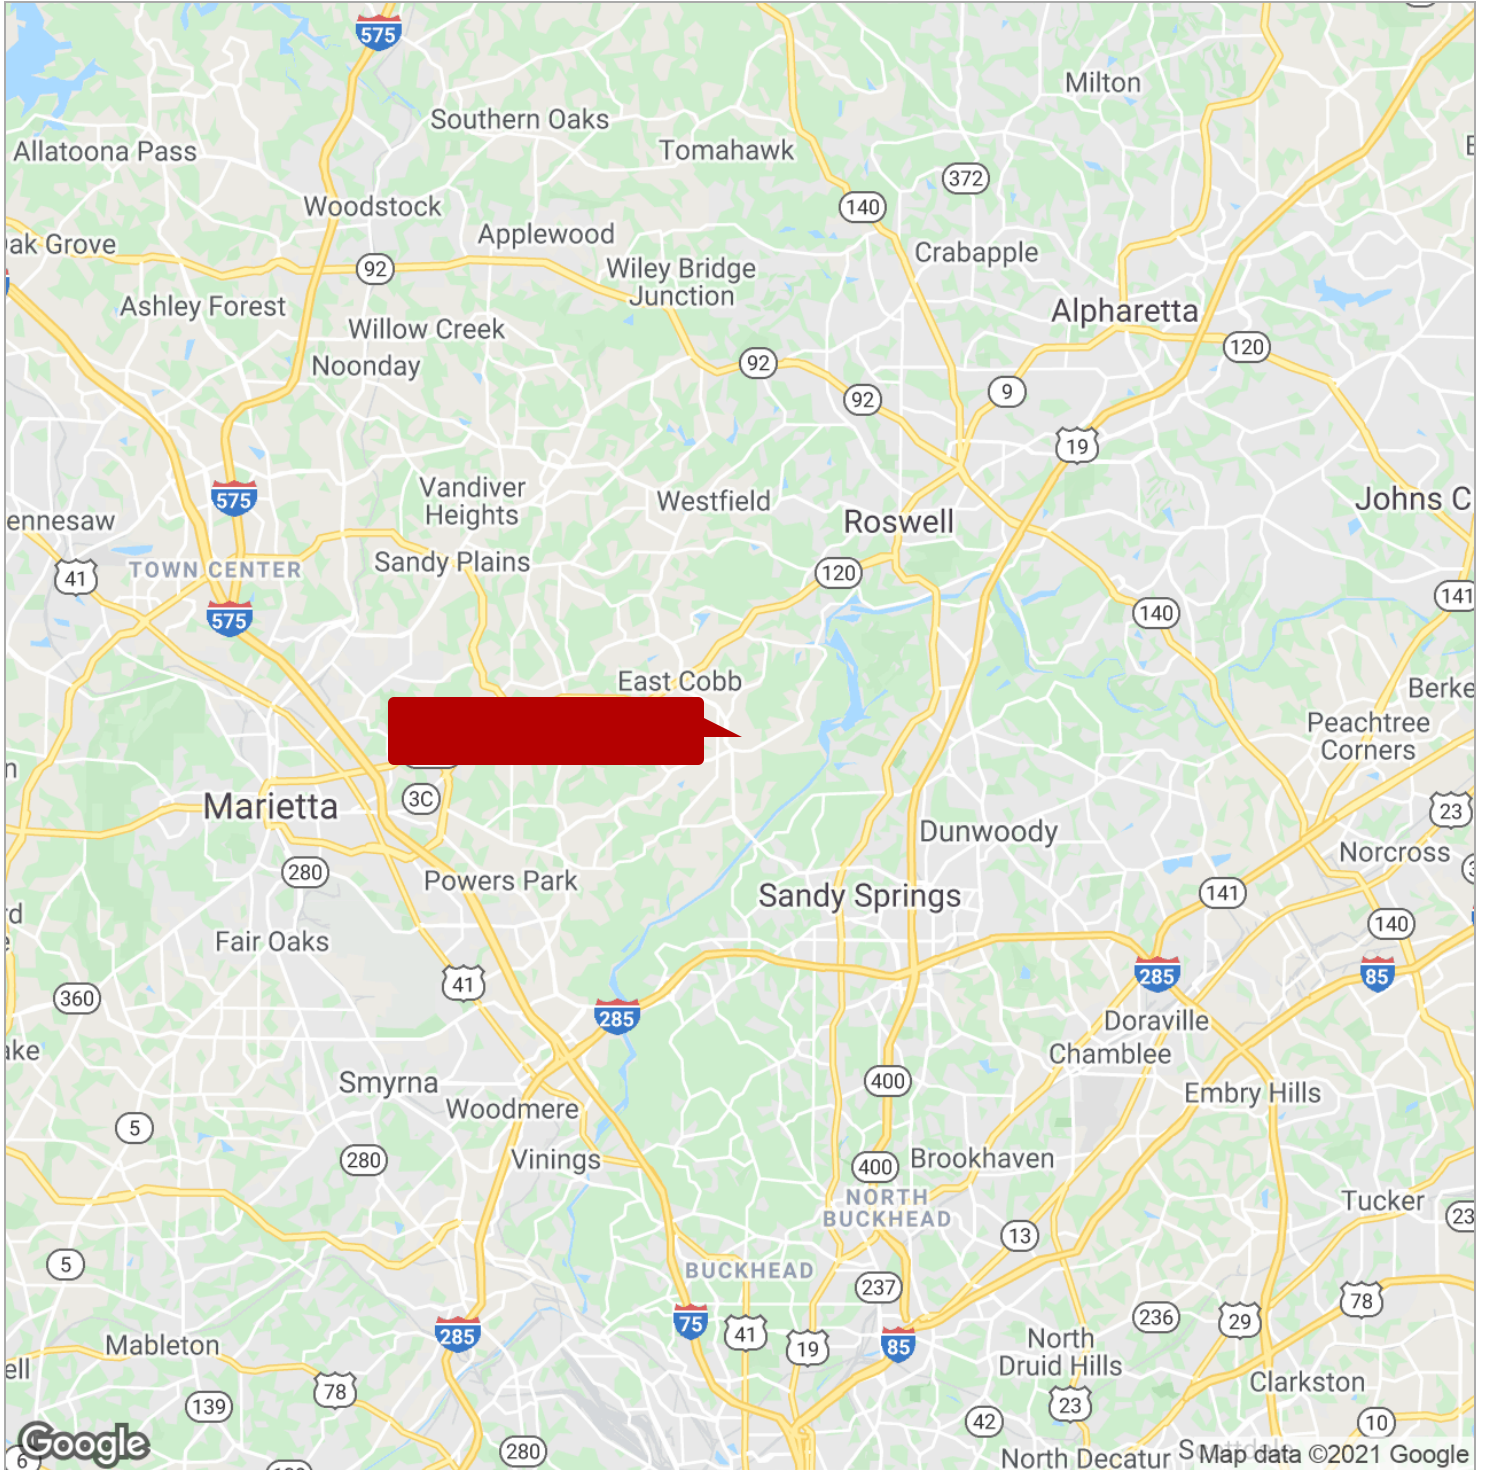 575
Milton
Southern Oaks
Allatoona Pass
Tomahawk
372
Woodstock
140
Applewood
ak Grove
Crabapple
92
Wiley Bridge
Junction
Ashley Forest
Alpharetta
Willow Creek
120
Noonday
92
9
92
19
Vandiver
Heights
575
Westfield
Johns C
ennesaw
Roswell
Sandy Plains
TOWN CENTER
41
120
141
575
140
East Cobb
Berke
Peachtree
Corners
n
3C
Marietta
23
Dunwoody
Norcross
280
Powers Park
141
Sandy Springs
rd
e
140
Fair Oaks
285
85
41
360
285
Doraville
ake
Chamblee
400
Smyrna
Embry Hills
Woodmere
5
280
Vinings
400
Brookhaven
NORTH
BUCKHEAD
Tucker
23
13
5
BUCKHEAD
237
78
236
29
75
41
285
19
85
Mableton
North
Druid Hills
ell
78
Clarkston
139
23
42
10
Google
280
6
North Decatur
Map data ©2021 Google